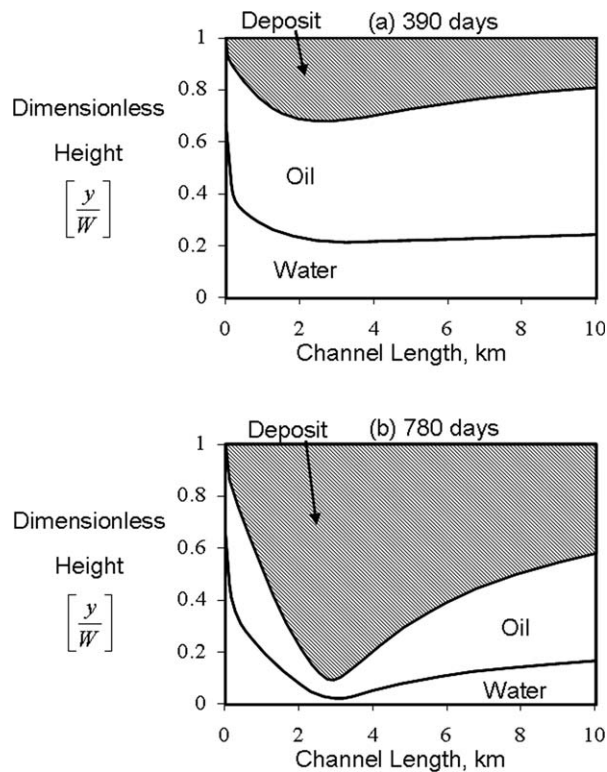 Deposit (a) 390 days
1
0.8
Dimensionless
0.6
Height
Oil
0.4
[y/W]
0.2
Water
0
0 2 4 6 8 10
Channel Length, km
Deposit (b) 780 days
1
0.8
Dimensionless
0.6
Height
0.4
Oil
[y/W]
0.2
Water
0
0 2 4 6 8 10
Channel Length, km